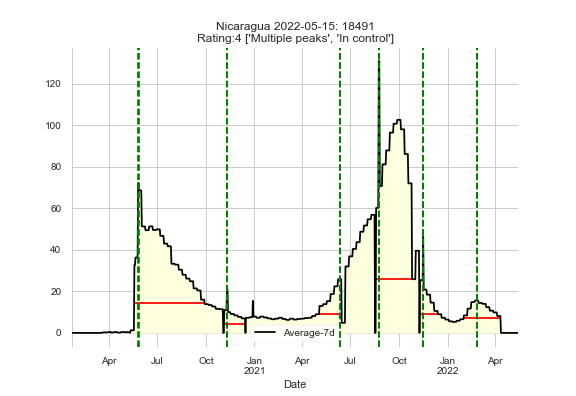 Nicaragua 2022-05-15: 18491
Rating:4 ['Multiple peaks', 'In control']
120
100
80
60
40
20
0
Average-7d
Apr Jul Oct Jan Apr Jul Oct Jan Apr
2021 2022
Date